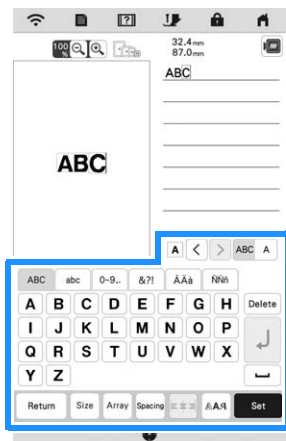 [?]
100 %
32.4 mm
87.0 mm
ABC
ABC
A < > ABC A
ABC abc 0~9.. &?! ÄÄà ÑÑñ
A B C D E F G H Delete
I J K L M N O P
Q R S T U V W X
Y Z
Return Size Array Spacing AAA Set